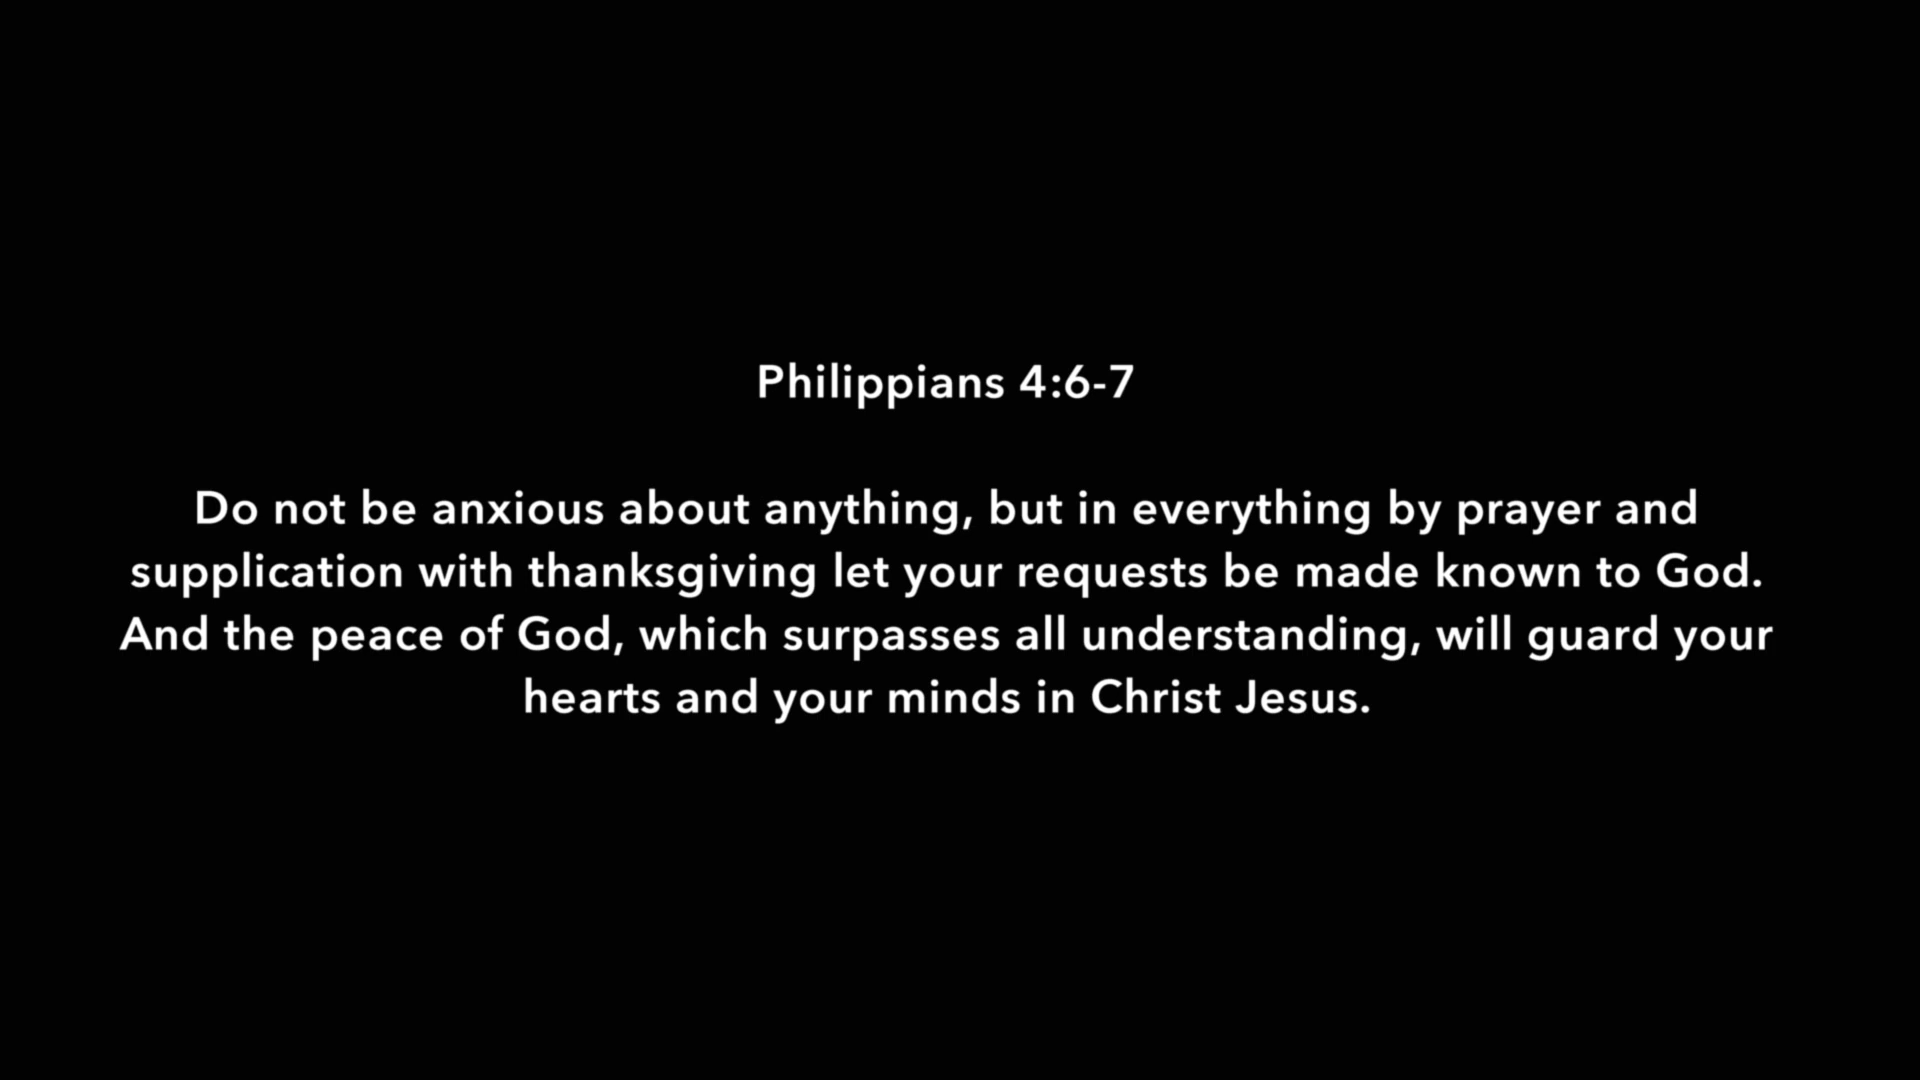 Philippians 4:6-7
Do not be anxious about anything, but in everything by prayer and
supplication with thanksgiving let your requests be made known to God.
And the peace of God, which surpasses all understanding, will guard your
hearts and your minds in Christ Jesus.